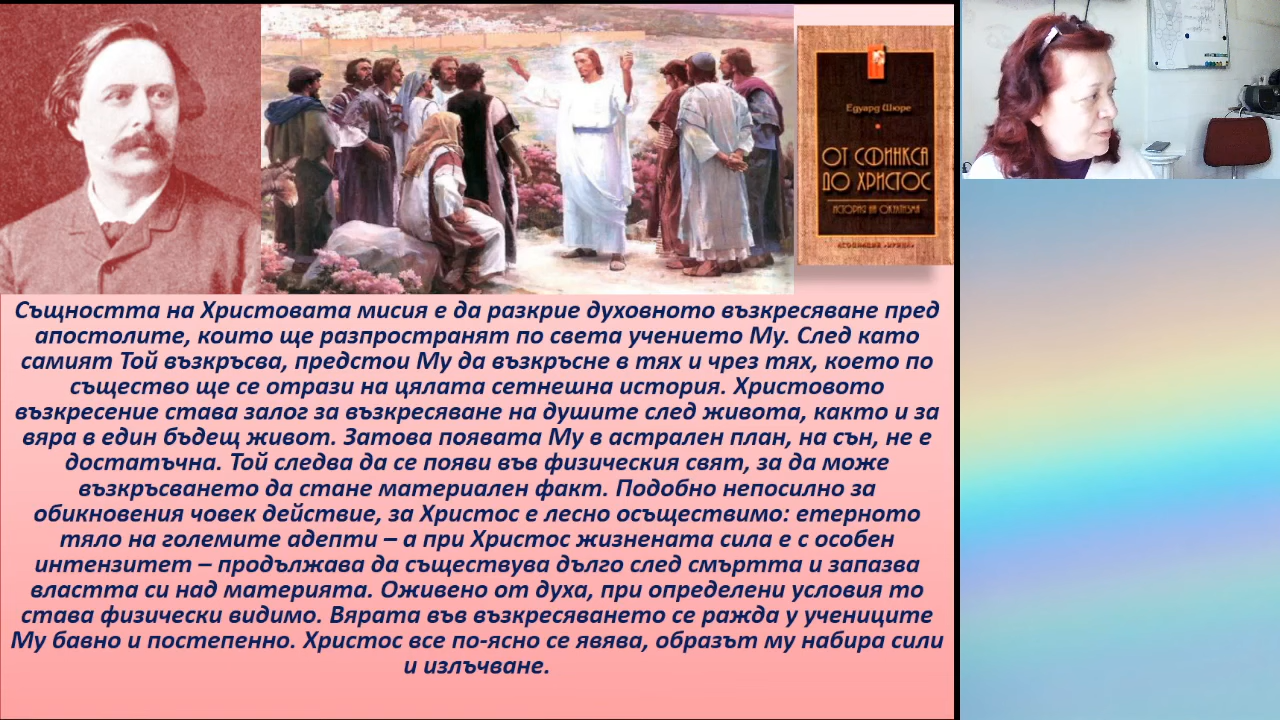 Едуард Шюре
ОТ СФИНКСА
ДО ХРИСТОС
ИСТОРИЯ НА ОКУЛТИЗМА
Същността на Христовата мисия е да разкрие духовното възкресяване пред
апостолите, които ще разпространят по света учението Му. След като
самият Той възкръсва, предстои Му да възкръсне в тях и чрез тях, което по
същество ще се отрази на цялата сетнешна история. Христовото
възкресение става залог за възкресяване на душите след живота, както и за
вяра в един бъдещ живот. Затова появата Му в астрален план, на сън, не е
достатъчна. Той следва да се появи във физическия свят, за да може
възкръсването да стане материален факт. Подобно непосилно за
обикновения човек действие, за Христос е лесно осъществимо: етерното
тяло на големите адепти – а при Христос жизнената сила е с особен
интензитет – продължава да съществува дълго след смъртта и запазва
властта си над материята. Оживено от духа, при определени условия то
става физически видимо. Вярата във възкресяването се ражда у учениците
Му бавно и постепенно. Христос все по-ясно се явява, образът му набира сили
и излъчване.